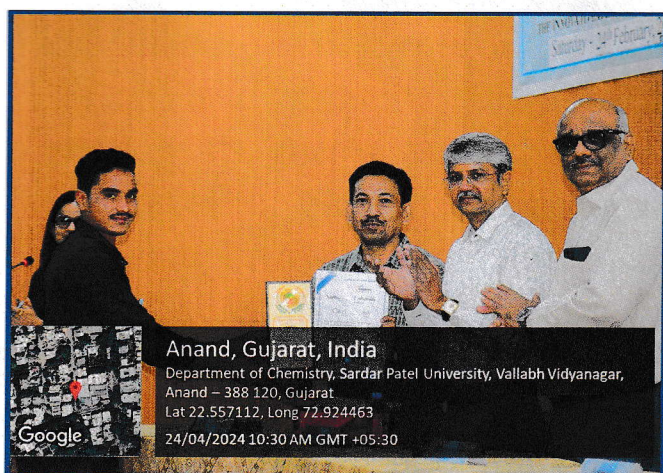 Saturday - 24th February,
Anand, Gujarat, India
Department of Chemistry, Sardar Patel University, Vallabh Vidyanagar,
Anand – 388 120, Gujarat
Lat 22.557112, Long 72.924463
24/04/2024 10:30 AM GMT +05:30
Google